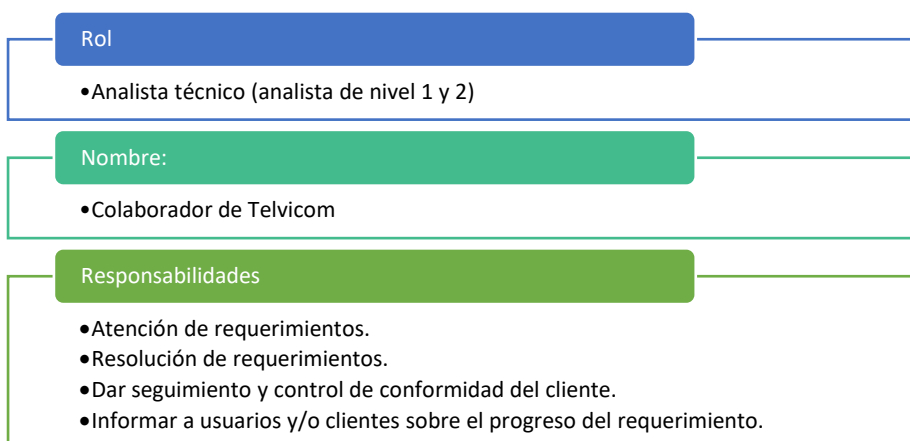 Rol
•Analista técnico (analista de nivel 1 y 2)
Nombre:
•Colaborador de Telvicom
Responsabilidades
•Atención de requerimientos.
•Resolución de requerimientos.
•Dar seguimiento y control de conformidad del cliente.
•Informar a usuarios y/o clientes sobre el progreso del requerimiento.